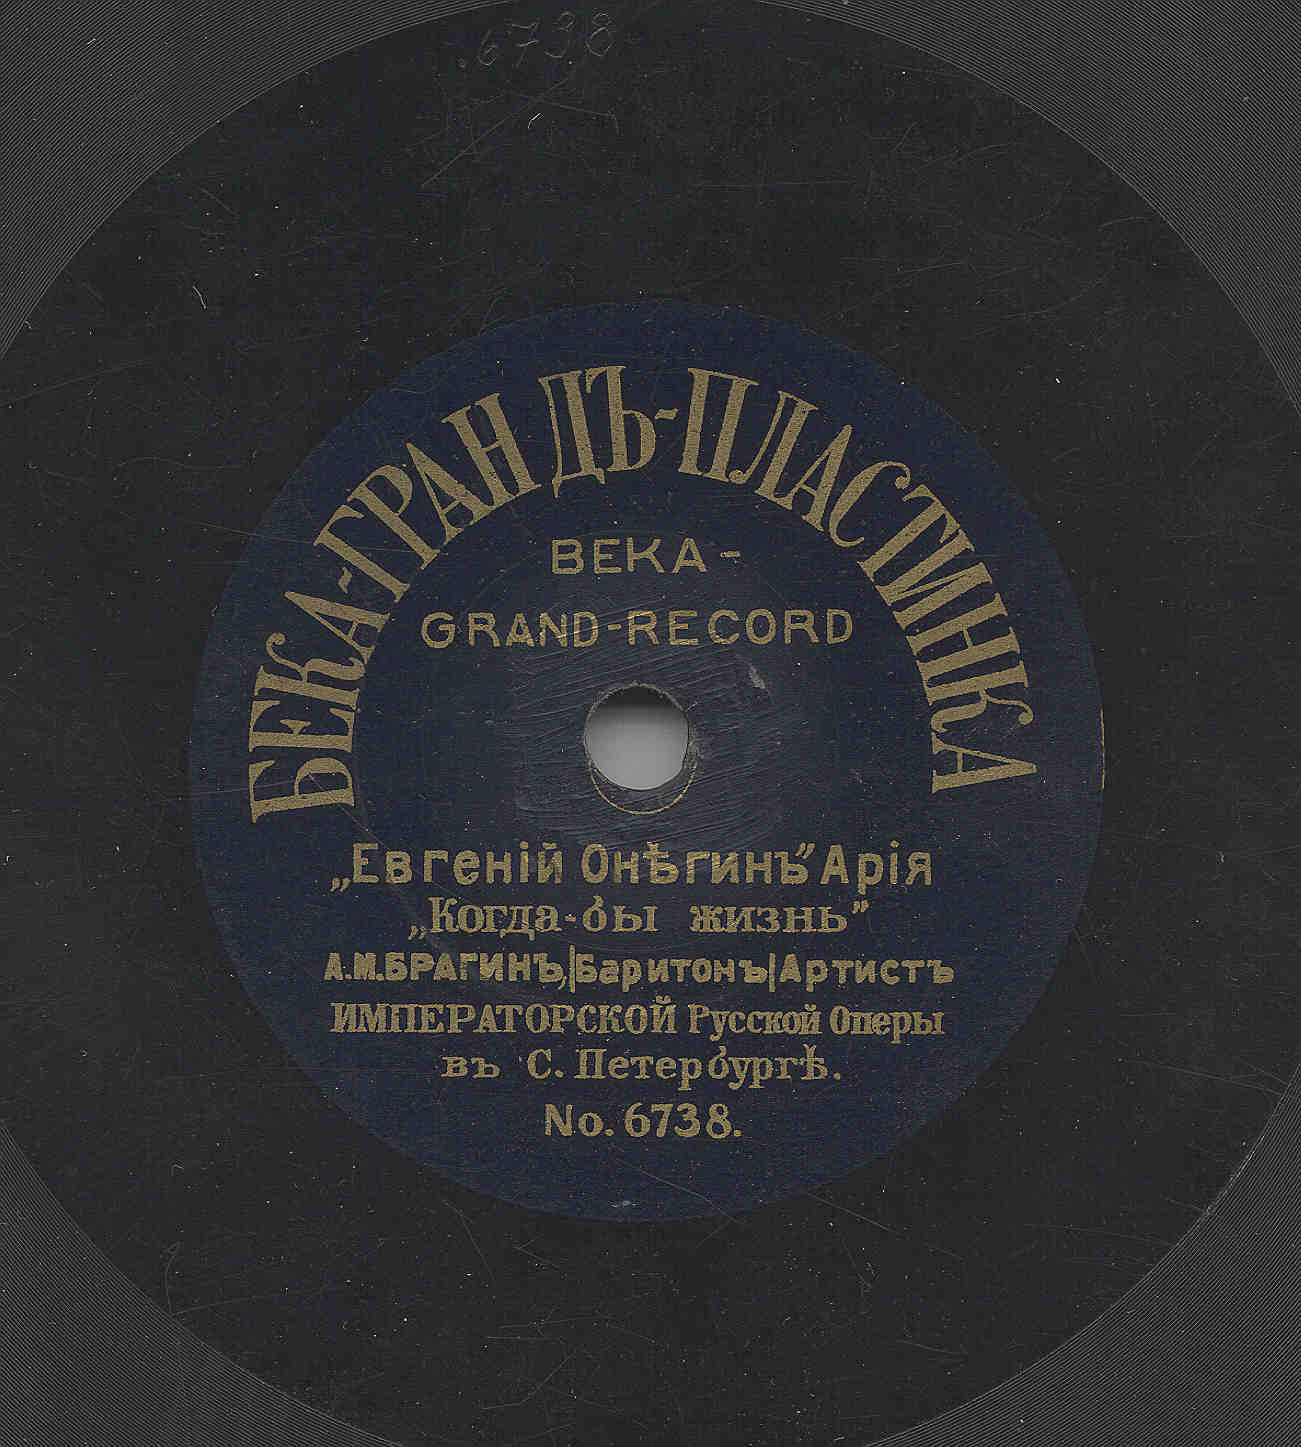 .6738
БЕКА-ГРАНДЪ-ПЛАСТИНКА
BEKA-
GRAND-RECORD
„Евгеній Онѣгинъ” Арія
„Когда-бы жизнь”
А.М.БРАГИНЪ,|Баритонъ|Артистъ
ИМПЕРАТОРСКОЙ Русской Оперы
въ С. Петербургѣ.
No. 6738.